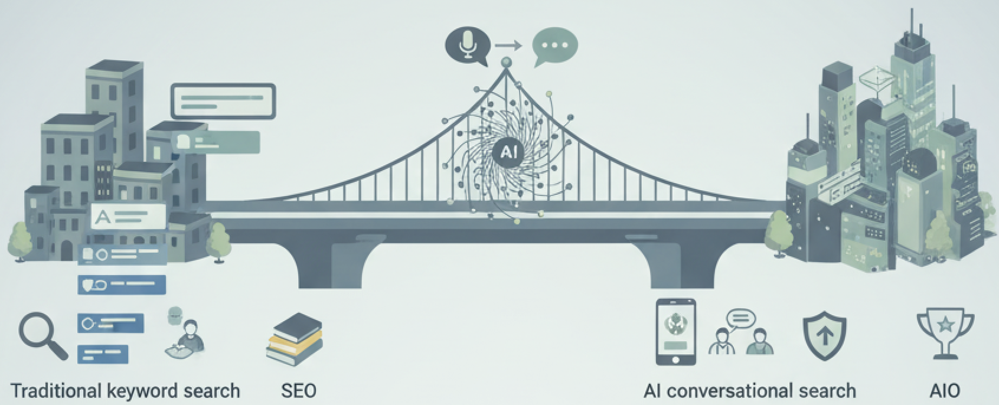 AI
A
Traditional keyword search
SEO
AI conversational search
AIO